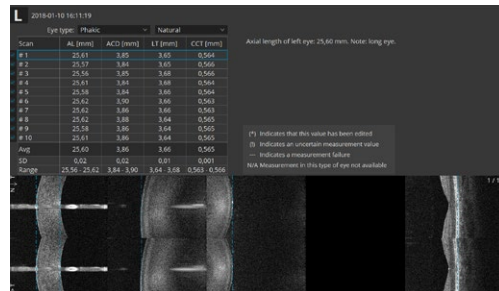 L 2018-01-10 16:11:19
Eye type: Phakic Natural
Scan AL [mm] ACD [mm] LT [mm] CCT [mm]
# 1 25,61 3,85 3,65 0,564
# 2 25,57 3,84 3,65 0,566
# 3 25,56 3,85 3,68 0,566
# 4 25,61 3,84 3,68 0,564
# 5 25,58 3,84 3,66 0,564
# 6 25,62 3,90 3,66 0,563
# 7 25,62 3,86 3,66 0,563
# 8 25,62 3,88 3,64 0,565
# 9 25,58 3,86 3,64 0,565
# 10 25,61 3,86 3,64 0,565
Avg 25,60 3,86 3,66 0,565
SD 0,02 0,02 0,01 0,001
Range 25,56 - 25,62 3,84 - 3,90 3,64 - 3,68 0,563 - 0,566
Axial length of left eye: 25,60 mm. Note: long eye.
(*) Indicates that this value has been edited
(!) Indicates an uncertain measurement value
--- Indicates a measurement failure
N/A Measurement in this type of eye not available